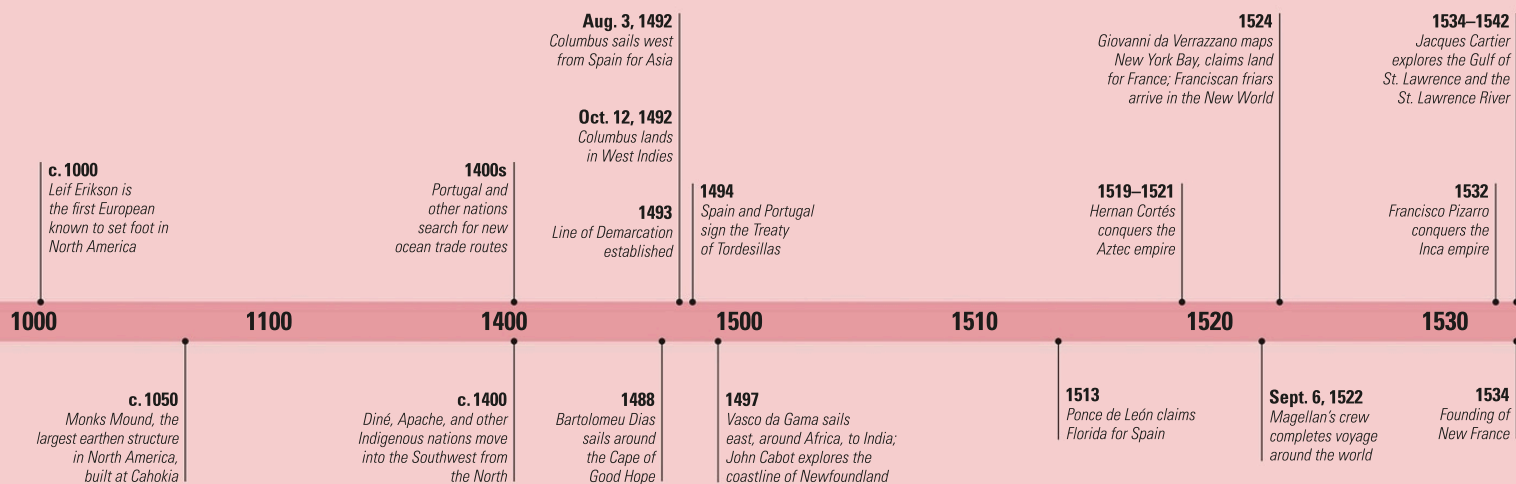 c. 1000
Leif Erikson is
the first European
known to set foot in
North America
1400s
Portugal and
other nations
search for new
ocean trade routes
Aug. 3, 1492
Columbus sails west
from Spain for Asia
Oct. 12, 1492
Columbus lands
in West Indies
1493
Line of Demarcation
established
1494
Spain and Portugal
sign the Treaty
of Tordesillas
1519–1521
Hernan Cortés
conquers the
Aztec empire
1524
Giovanni da Verrazzano maps
New York Bay, claims land
for France; Franciscan friars
arrive in the New World
1532
Francisco Pizarro
conquers the
Inca empire
1534–1542
Jacques Cartier
explores the Gulf of
St. Lawrence and the
St. Lawrence River
1000 1100 1400 1500 1510 1520 1530
c. 1050
Monks Mound, the
largest earthen structure
in North America,
built at Cahokia
c. 1400
Diné, Apache, and other
Indigenous nations move
into the Southwest from
the North
1488
Bartolomeu Dias
sails around
the Cape of
Good Hope
1497
Vasco da Gama sails
east, around Africa, to India;
John Cabot explores the
coastline of Newfoundland
1513
Ponce de León claims
Florida for Spain
Sept. 6, 1522
Magellan’s crew
completes voyage
around the world
1534
Founding of
New France